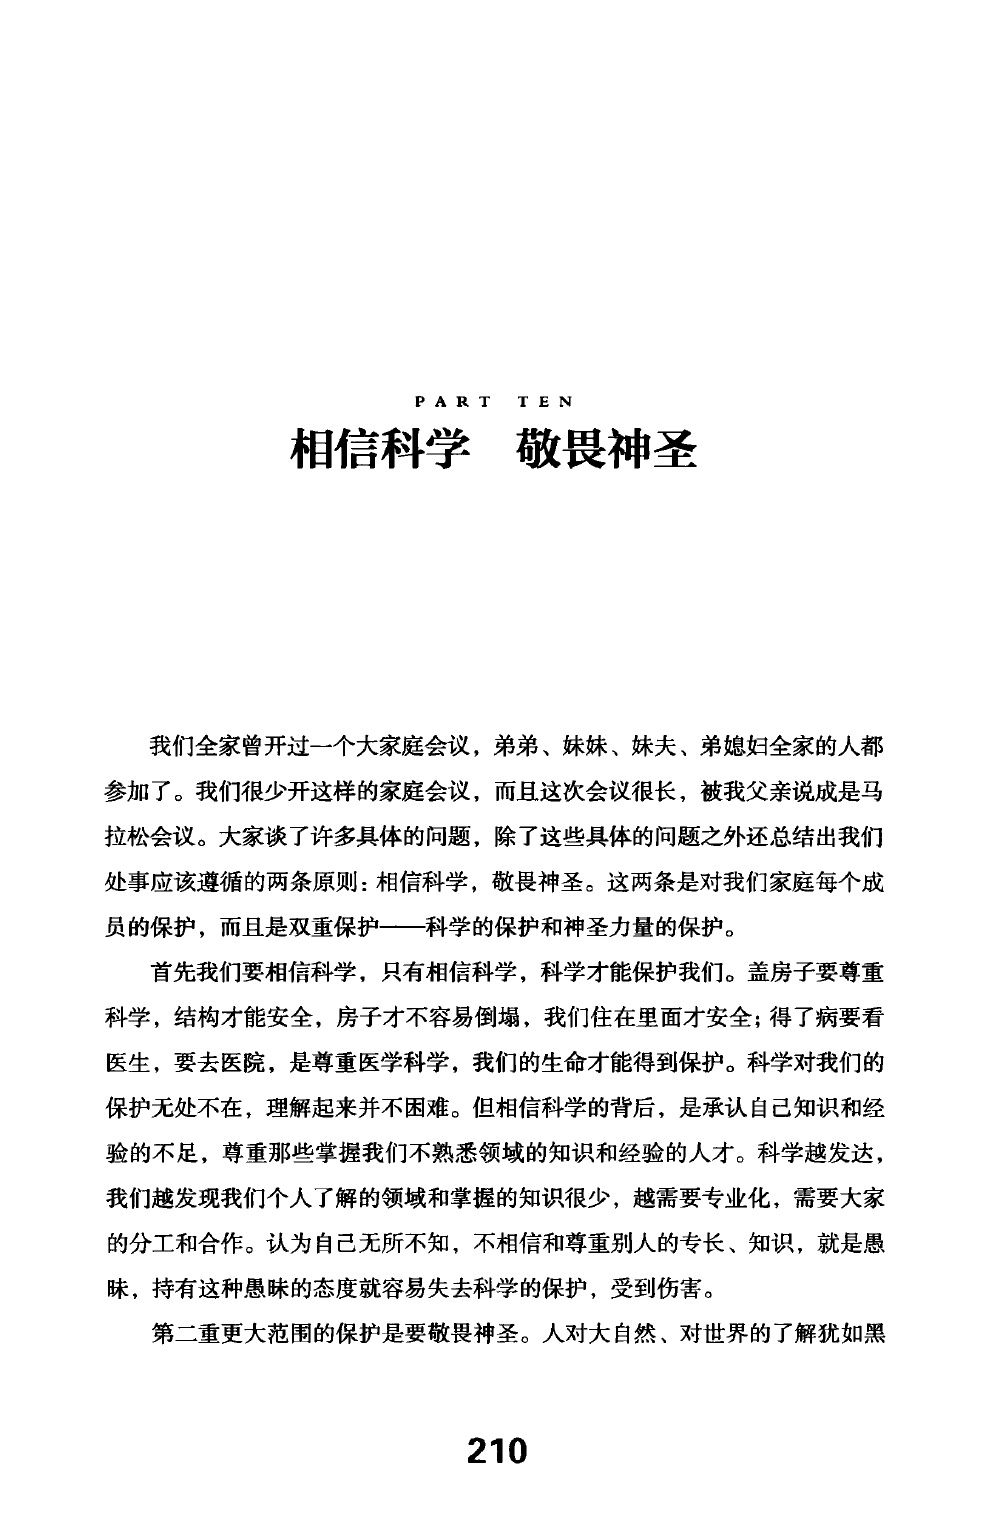 PART TEN
相信科学　敬畏神圣
我们全家曾开过一个大家庭会议，弟弟、妹妹、妹夫、弟媳妇全家的人都
参加了。我们很少开这样的家庭会议，而且这次会议很长，被我父亲说成是马
拉松会议。大家谈了许多具体的问题，除了这些具体的问题之外还总结出我们
处事应该遵循的两条原则：相信科学，敬畏神圣。这两条是对我们家庭每个成
员的保护，而且是双重保护——科学的保护和神圣力量的保护。
首先我们要相信科学，只有相信科学，科学才能保护我们。盖房子要尊重
科学，结构才能安全，房子才不容易倒塌，我们住在里面才安全；得了病要看
医生，要去医院，是尊重医学科学，我们的生命才能得到保护。科学对我们的
保护无处不在，理解起来并不困难。但相信科学的背后，是承认自己知识和经
验的不足，尊重那些掌握我们不熟悉领域的知识和经验的人才。科学越发达，
我们越发现我们个人了解的领域和掌握的知识很少，越需要专业化，需要大家
的分工和合作。认为自己无所不知，不相信和尊重别人的专长、知识，就是愚
昧，持有这种愚昧的态度就容易失去科学的保护，受到伤害。
第二重更大范围的保护是要敬畏神圣。人对大自然、对世界的了解犹如黑
210